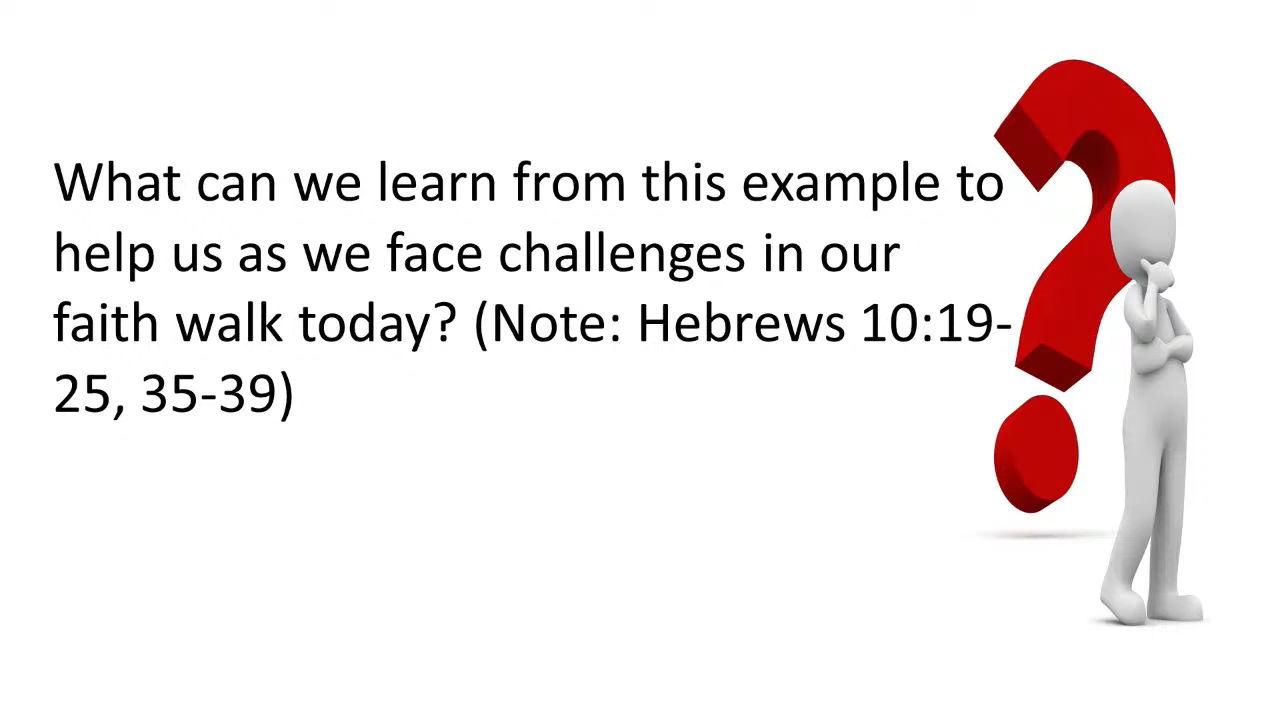 What can we learn from this example to
help us as we face challenges in our
faith walk today? (Note: Hebrews 10:19-
25, 35-39)